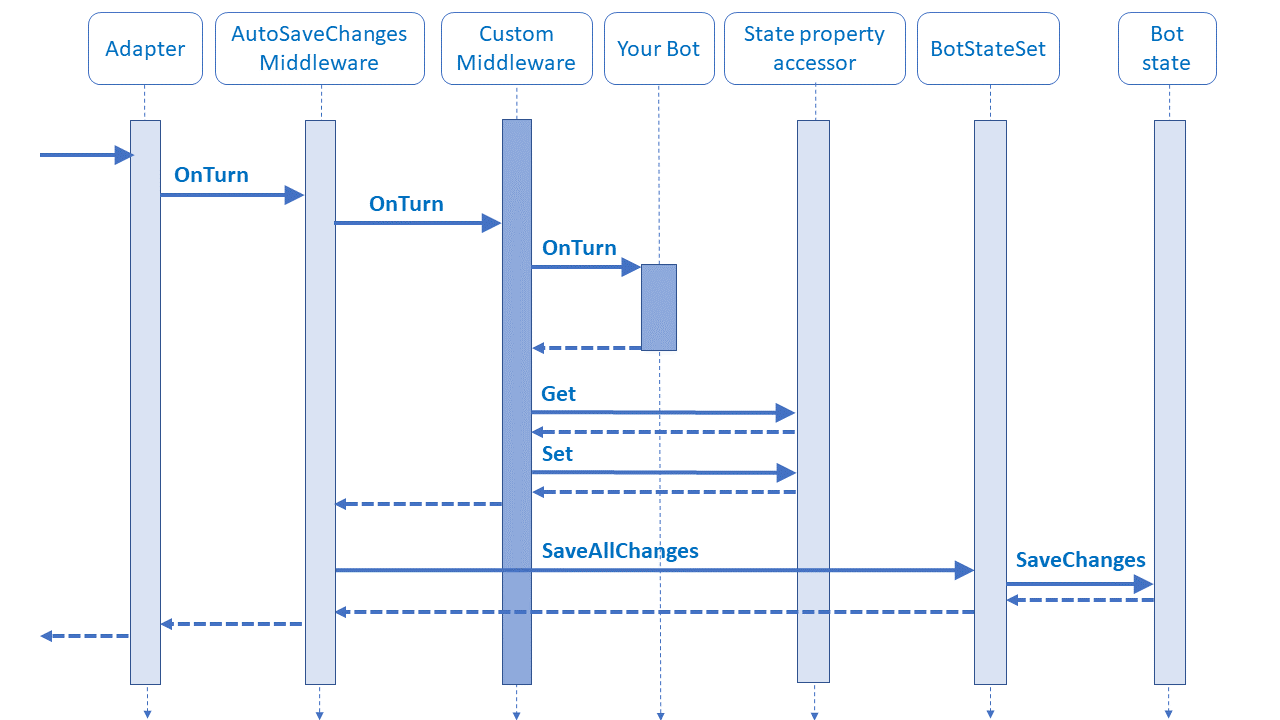 Adapter
AutoSaveChanges
Middleware
Custom
Middleware
Your Bot
State property
accessor
BotStateSet
Bot
state
OnTurn
OnTurn
OnTurn
Get
Set
SaveAllChanges
SaveChanges